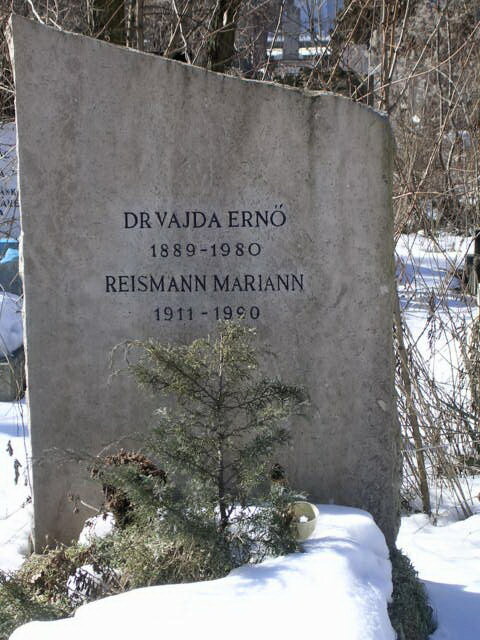 DR VAJDA ERNŐ
1889-1980
REISMANN MARIANN
1911-1990